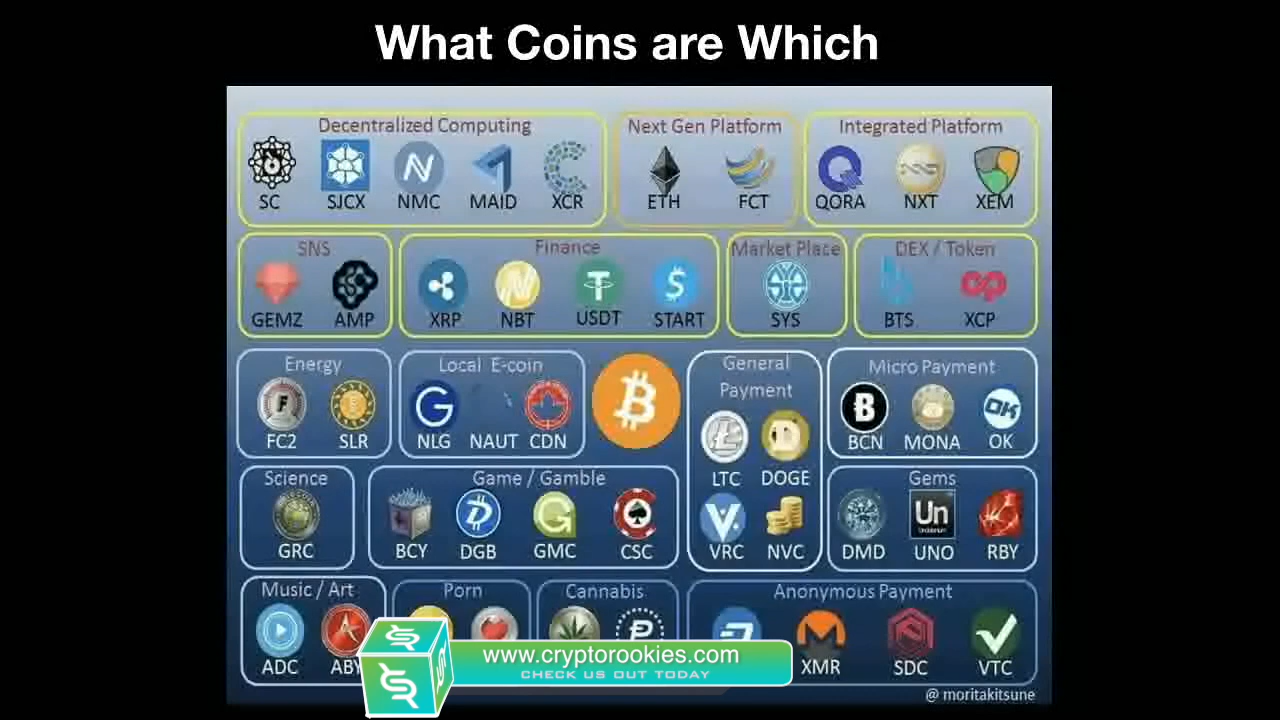 What Coins are Which
Decentralized Computing
SC SJCX NMC MAID XCR
Next Gen Platform
ETH FCT
Integrated Platform
QORA NXT XEM
SNS
GEMZ AMP
Finance
XRP NBT USDT START
Market Place
SYS
DEX / Token
BTS XCP
Energy
FC2 SLR
Local E-coin
NLG NAUT CDN
General
Payment
LTC DOGE
VRC NVC
Micro Payment
BCN MONA OK
Science
GRC
Game / Gamble
BCY DGB GMC CSC
Gems
Un
DMD UNO RBY
Music / Art
ADC ABY
Porn
Cannabis
Anonymous Payment
XMR SDC VTC
www.cryptorookies.com
CHECK US OUT TODAY
@ moritakitsune